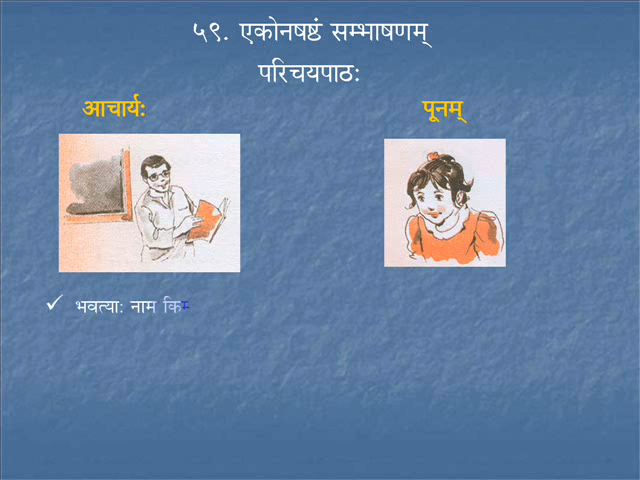 ५९. एकोनषष्टं सम्भाषणम्
परिचयपाठः
आचार्यः
पूनम्
भवत्याः नाम किम